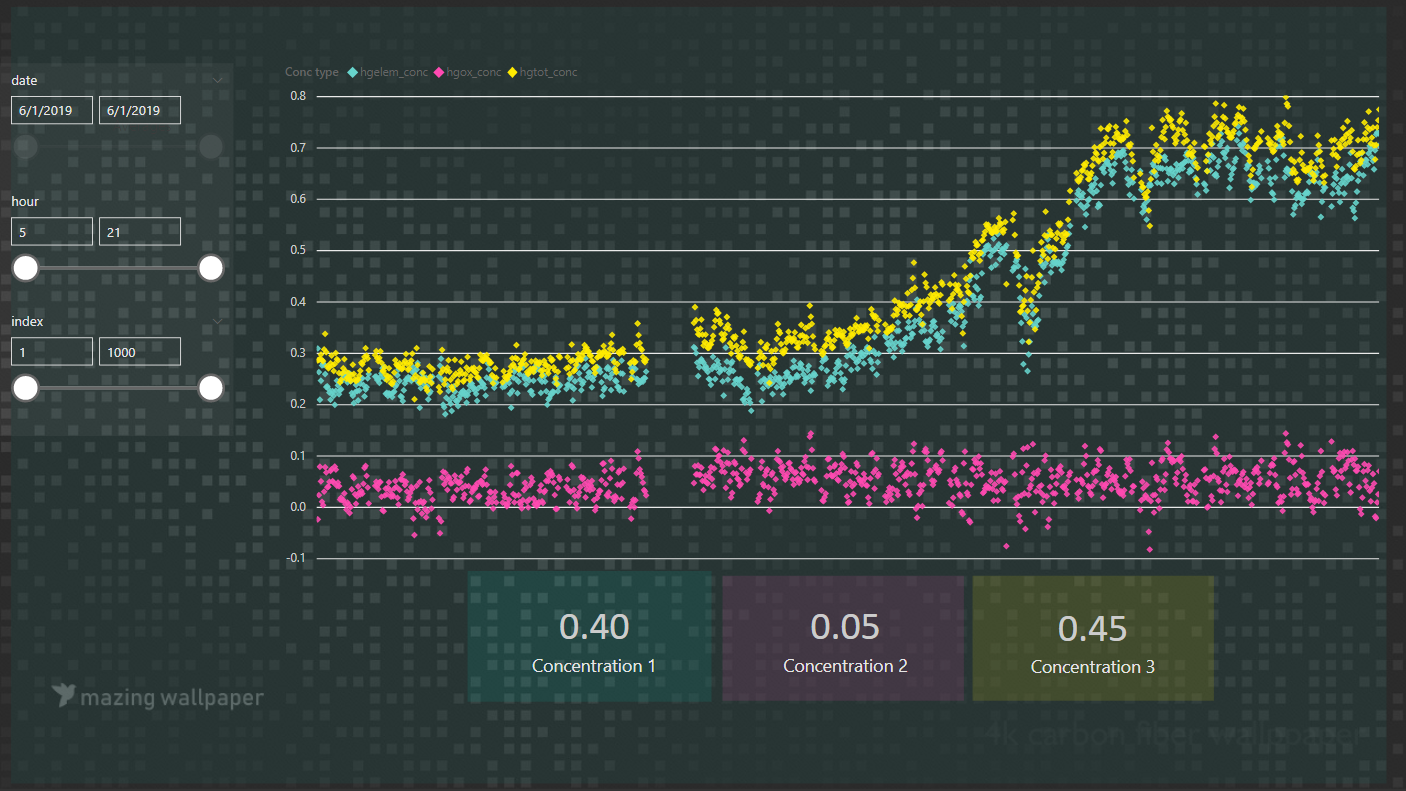 Conc type hgelem_conc hgox_conc hgtot_conc
date
6/1/2019 6/1/2019
hour
5 21
index
1 1000
0.8
0.7
0.6
0.5
0.4
0.3
0.2
0.1
0.0
-0.1
0.40
Concentration 1
0.05
Concentration 2
0.45
Concentration 3
mazing wallpaper
4k carbon fiber wallpaper